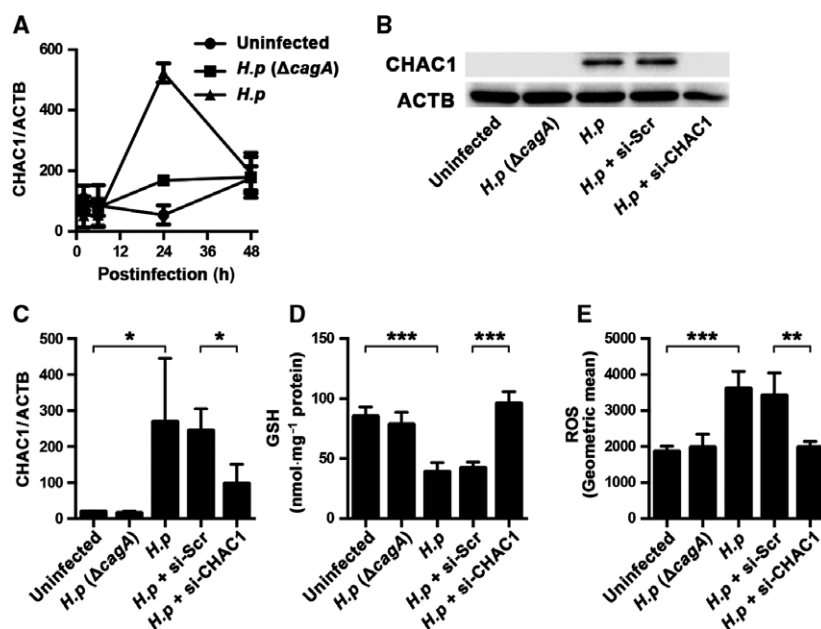 A
CHAC1/ACTB
600
400
200
0
0 12 24 36 48
Postinfection (h)
Uninfected
H.p (ΔcagA)
H.p
B
CHAC1
ACTB
Uninfected
H.p (ΔcagA)
H.p
H.p + si-Scr
H.p + si-CHAC1
C
CHAC1/ACTB
500
400
300
200
100
0
* *
Uninfected
H.p (ΔcagA)
H.p
H.p + si-Scr
H.p + si-CHAC1
D
GSH
(nmol·mg⁻¹ protein)
150
100
50
0
*** ***
Uninfected
H.p (ΔcagA)
H.p
H.p + si-Scr
H.p + si-CHAC1
E
ROS
(Geometric mean)
6000
5000
4000
3000
2000
1000
0
*** **
Uninfected
H.p (ΔcagA)
H.p
H.p + si-Scr
H.p + si-CHAC1